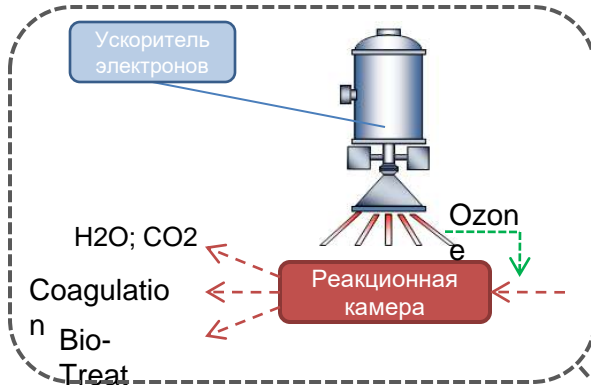 Ускоритель
электронов
Ozon
e
H2O; CO2
Реакционная
камера
Coagulatio
n
Bio-
Treat